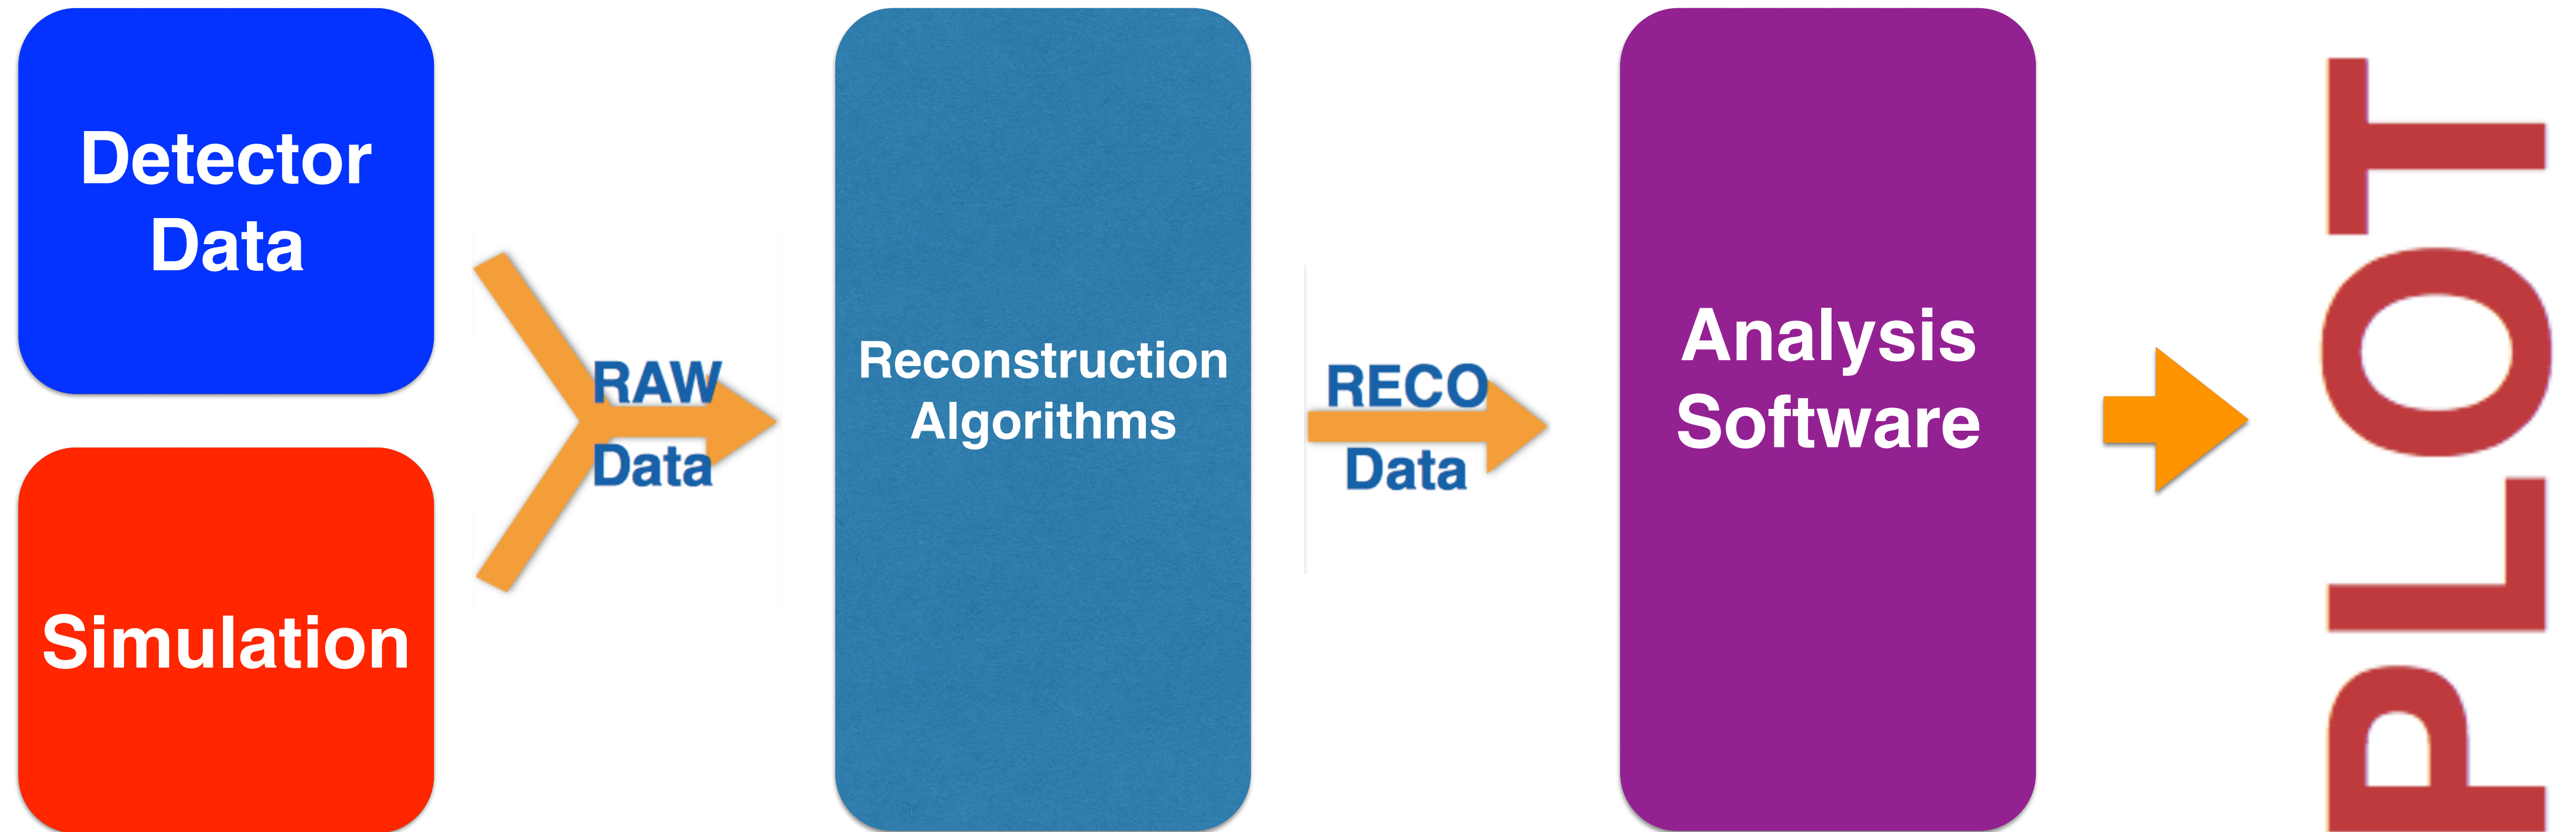 Detector
Data
Simulation
RAW
Data
Reconstruction
Algorithms
RECO
Data
Analysis
Software
PLOT